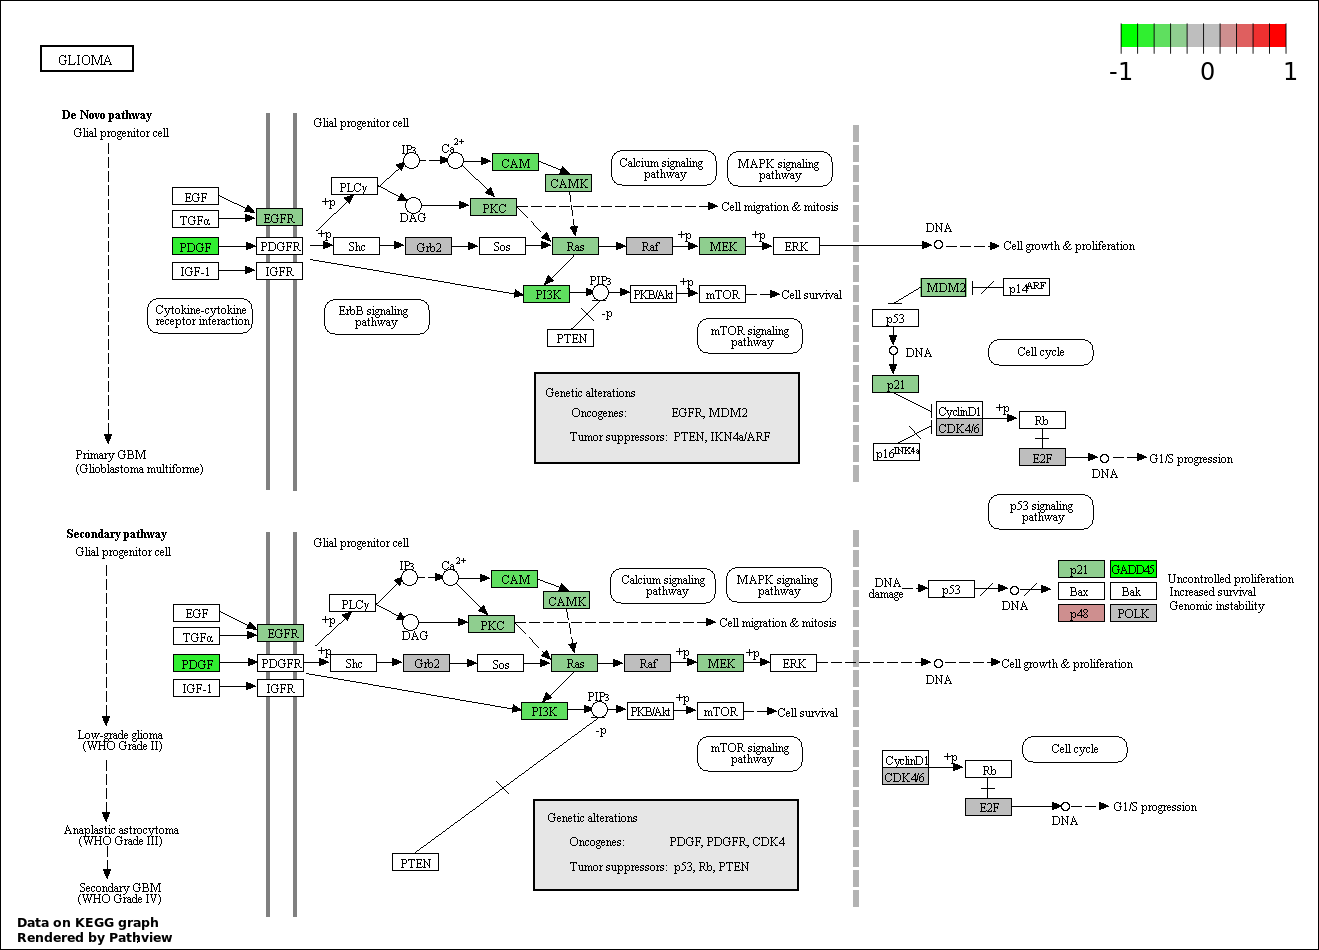 GLIOMA
-1 0 1
De Novo pathway
Glial progenitor cell
Glial progenitor cell
IP3
Ca2+
CAM
CAMK
Calcium signaling
pathway
MAPK signaling
pathway
PLCγ
DAG
PKC
Cell migration & mitosis
EGF
TGFα
EGFR
+p
PDGF
PDGFR
+p
Shc
Grb2
Sos
Ras
Raf
+p
MEK
+p
ERK
DNA
Cell growth & proliferation
IGF-1
IGFR
PI3K
PIP3
PKB/Akt
+p
mTOR
Cell survival
-p
PTEN
MDM2
p14ARF
p53
DNA
Cytokine-cytokine
receptor interaction
ErbB signaling
pathway
mTOR signaling
pathway
Cell cycle
p21
CyclinD1
CDK4/6
+p
Rb
p16INK4a
E2F
DNA
G1/S progression
Genetic alterations
Oncogenes: EGFR, MDM2
Tumor suppressors: PTEN, IKN4a/ARF
Primary GBM
(Glioblastoma multiforme)
p53 signaling
pathway
Secondary pathway
Glial progenitor cell
Glial progenitor cell
IP3
Ca2+
CAM
CAMK
Calcium signaling
pathway
MAPK signaling
pathway
PLCγ
DAG
PKC
Cell migration & mitosis
DNA
damage
p53
DNA
p21
GADD45
Bax
Bak
p48
POLK
Uncontrolled proliferation
Increased survival
Genomic instability
EGF
TGFα
EGFR
+p
PDGF
PDGFR
+p
Shc
Grb2
Sos
Ras
Raf
+p
MEK
+p
ERK
DNA
Cell growth & proliferation
IGF-1
IGFR
PI3K
PIP3
PKB/Akt
+p
mTOR
Cell survival
-p
PTEN
mTOR signaling
pathway
Cell cycle
CyclinD1
CDK4/6
+p
Rb
E2F
DNA
G1/S progression
Low-grade glioma
(WHO Grade II)
Anaplastic astrocytoma
(WHO Grade III)
Secondary GBM
(WHO Grade IV)
Genetic alterations
Oncogenes: PDGF, PDGFR, CDK4
Tumor suppressors: p53, Rb, PTEN
Data on KEGG graph
Rendered by Pathview